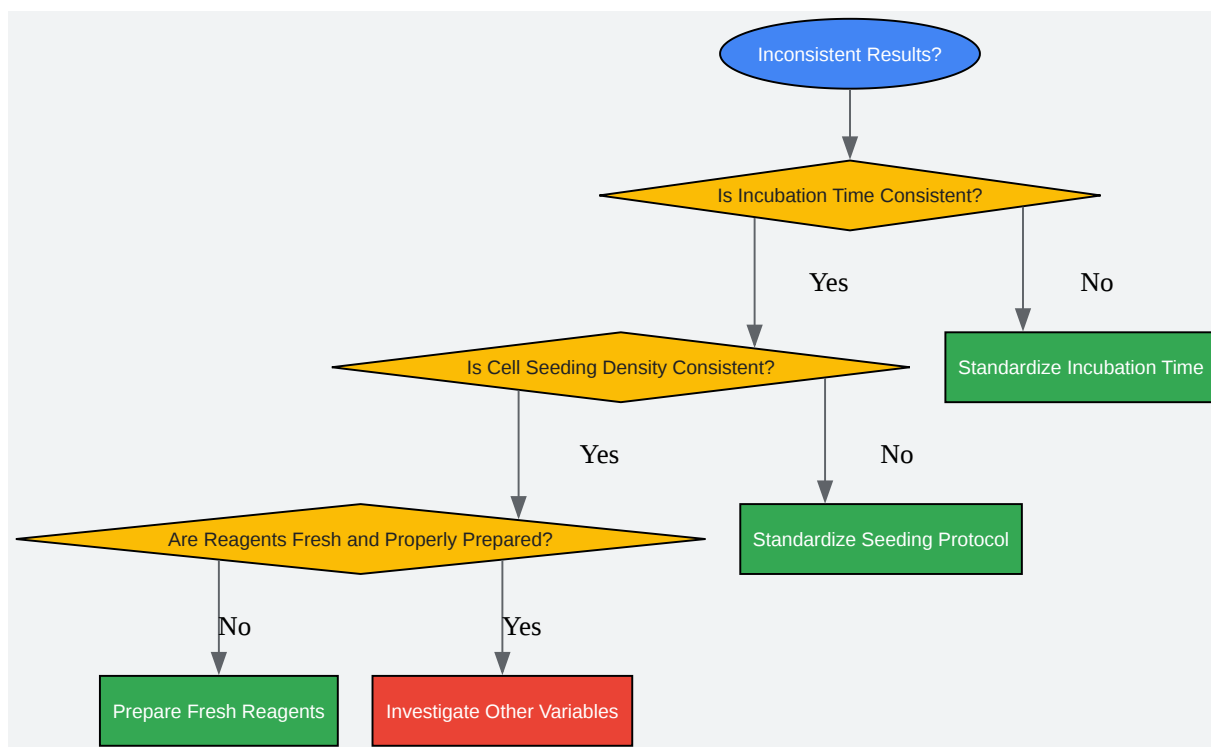 Inconsistent Results?
Is Incubation Time Consistent?
Yes
No
Is Cell Seeding Density Consistent?
Standardize Incubation Time
Yes
No
Are Reagents Fresh and Properly Prepared?
Standardize Seeding Protocol
No
Yes
Prepare Fresh Reagents
Investigate Other Variables